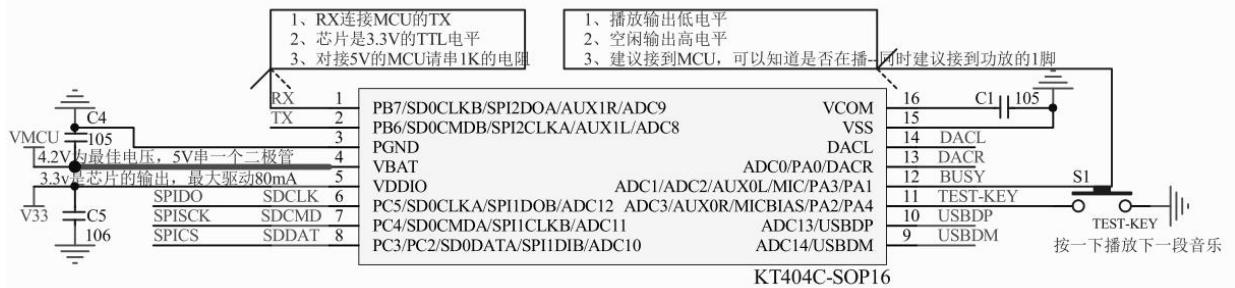 1、RX连接MCU的TX
2、芯片是3.3V的TTL电平
3、对接5V的MCU请串1K的电阻
1、播放输出低电平
2、空闲输出高电平
3、建议接到MCU，可以知道是否在播--同时建议接到功放的1脚
RX 1 PB7/SD0CLKB/SPI2DOA/AUX1R/ADC9 VCOM 16 C1 105
TX 2 PB6/SD0CMDB/SPI2CLKA/AUX1L/ADC8 VSS 15
C4
VMCU 105 3 PGND DACL 14 DACL
4.2V为最佳电压，5V串一个二极管 4 VBAT ADC0/PA0/DACR 13 DACR
3.3v是芯片的输出，最大驱动80mA 5 VDDIO ADC1/ADC2/AUX0L/MIC/PA3/PA1 12 BUSY S1
V33 SPIDO SDCLK 6 PC5/SD0CLKA/SPI1DOB/ADC12 ADC3/AUX0R/MICBIAS/PA2/PA4 11 TEST-KEY
C5 SPISCK SDCMD 7 PC4/SD0CMDA/SPI1CLKB/ADC11 ADC13/USBDP 10 USBDP TEST-KEY
106 SPICS SDDAT 8 PC3/PC2/SD0DATA/SPI1DIB/ADC10 ADC14/USBDM 9 USBDM 按一下播放下一段音乐
KT404C-SOP16